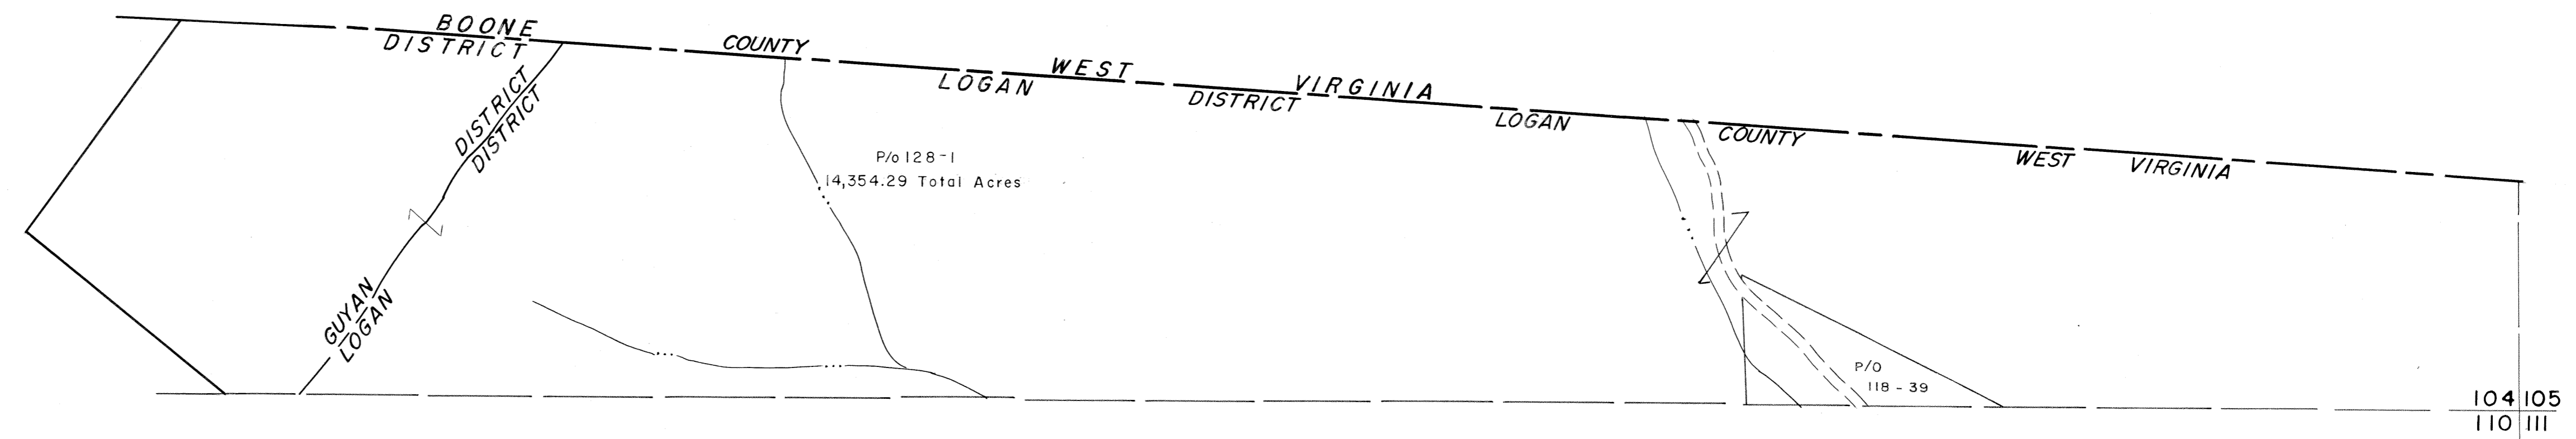 BOONE COUNTY WEST VIRGINIA
DISTRICT LOGAN DISTRICT LOGAN COUNTY WEST VIRGINIA
GUYAN DISTRICT
LOGAN DISTRICT
P/o 128-1
14,354.29 Total Acres
P/O
118-39
104 105
110 111